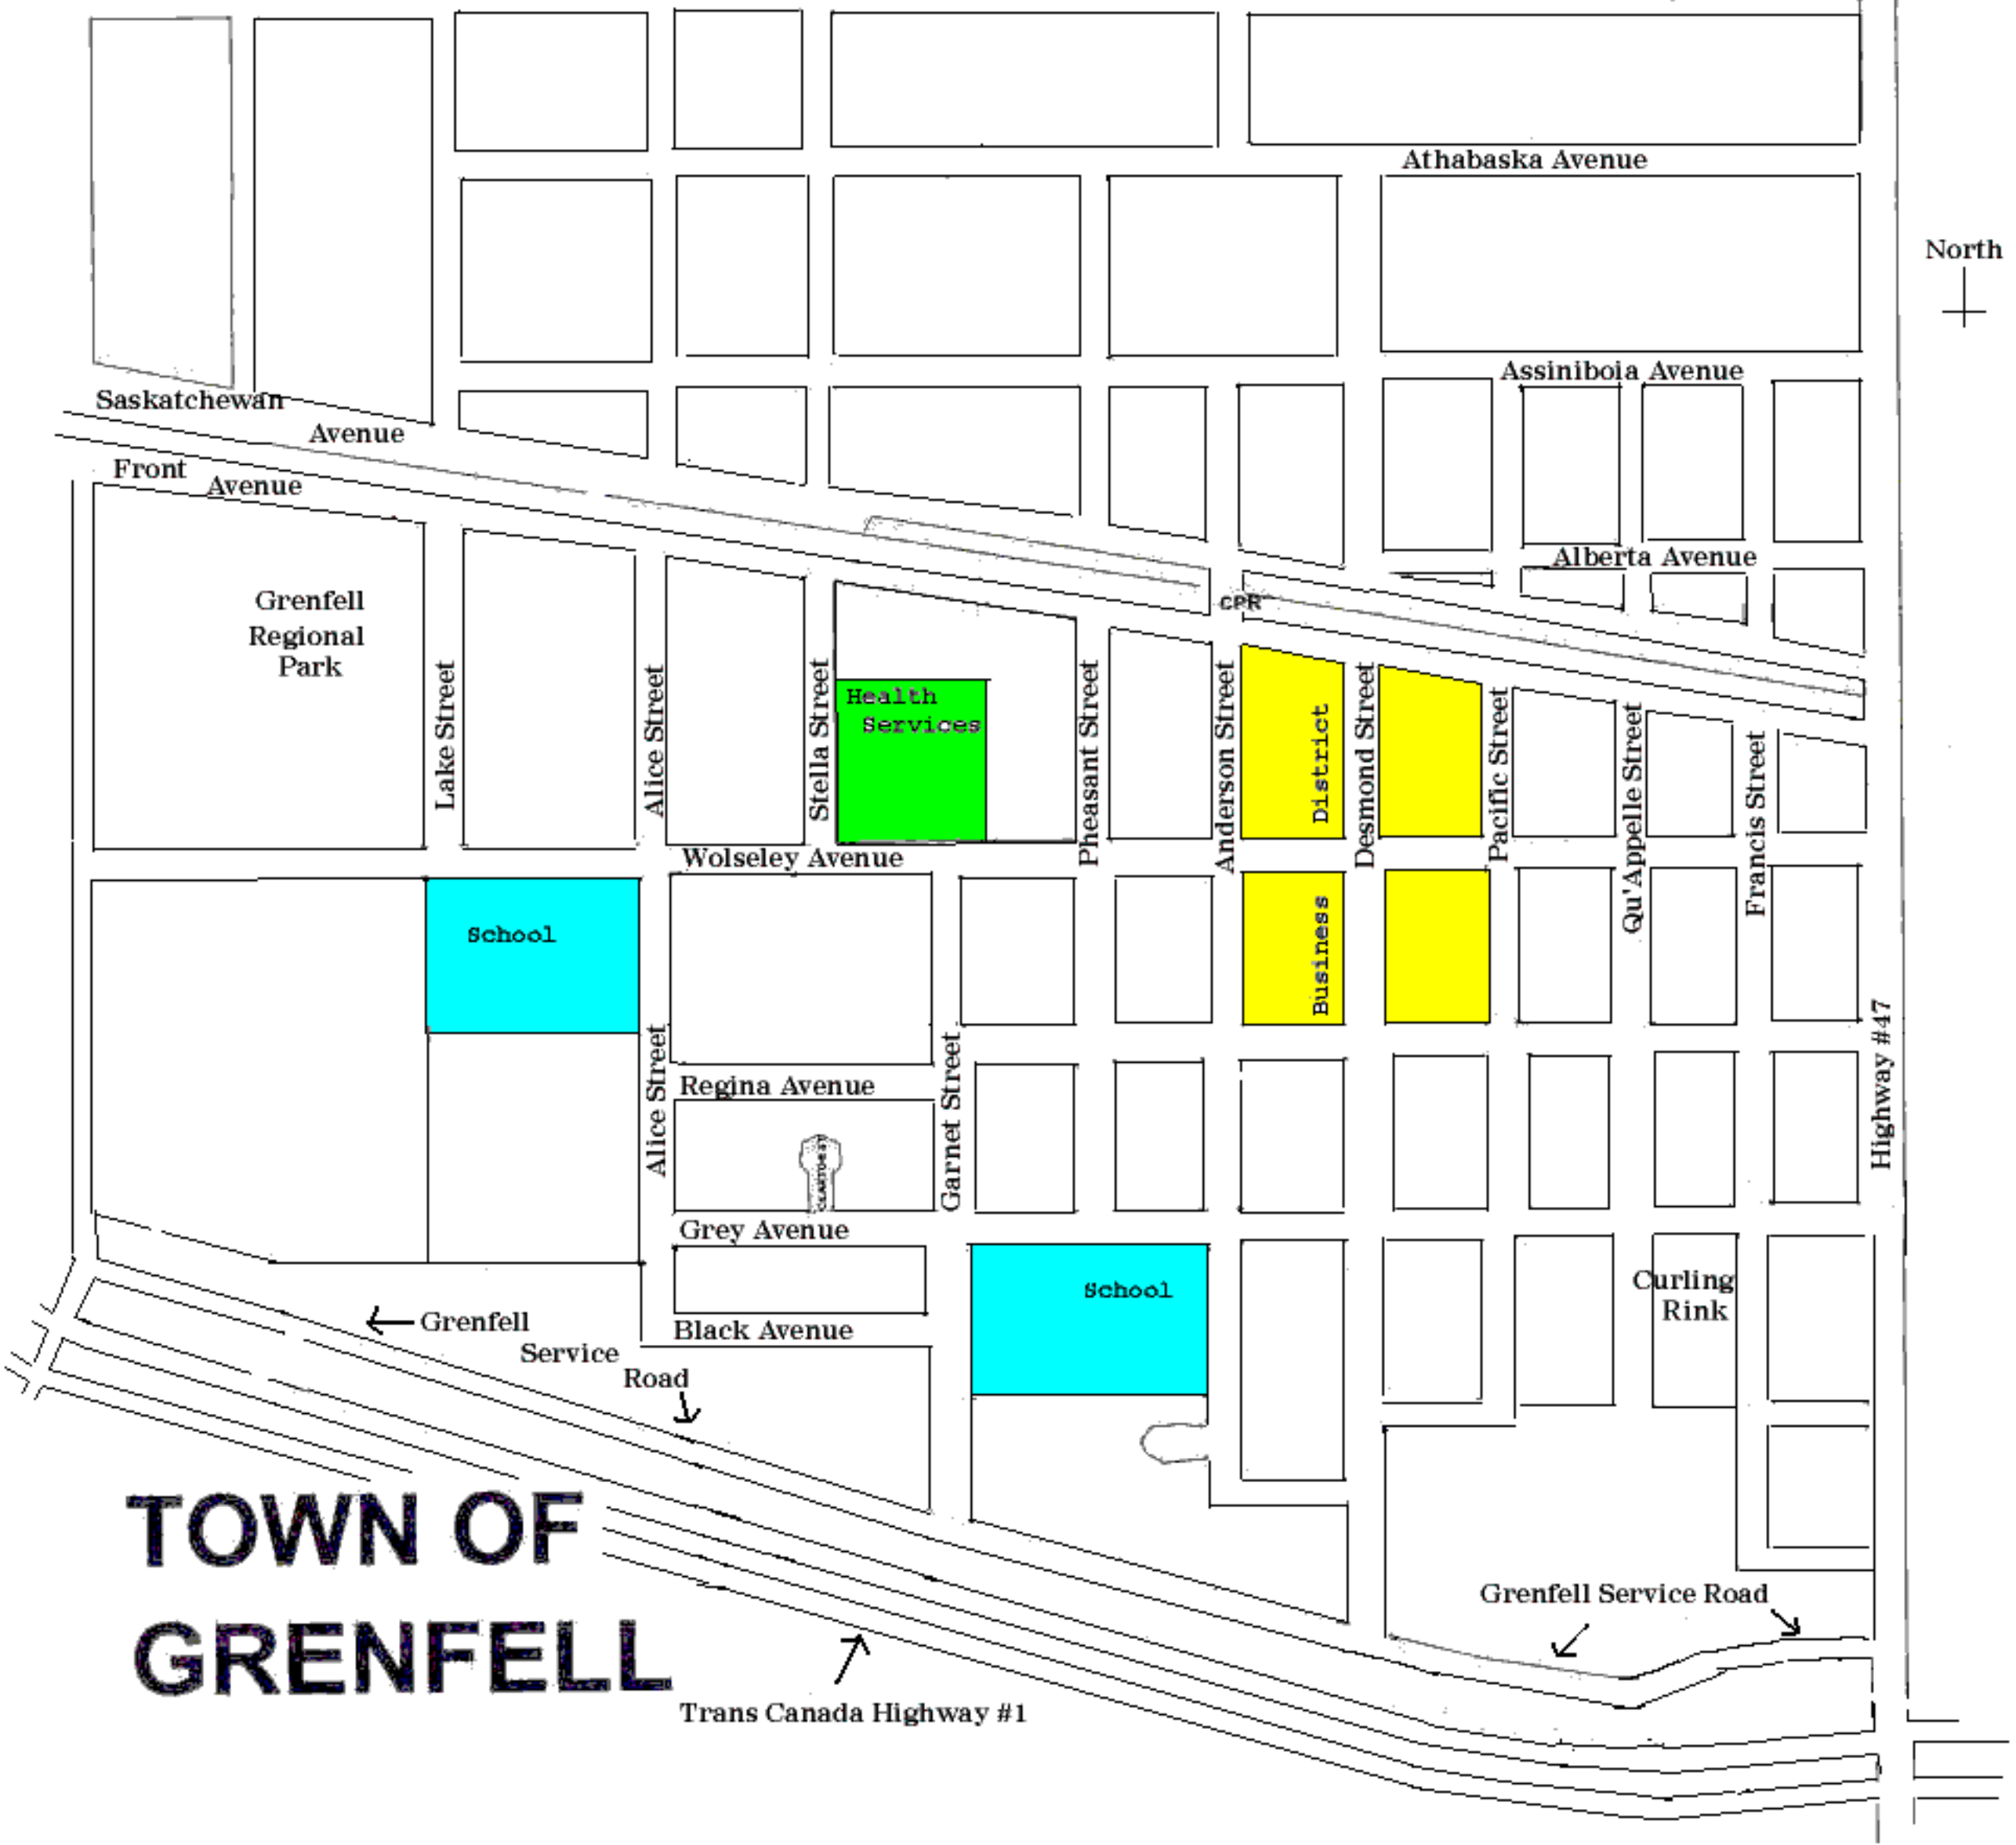 Athabaska Avenue
North
Assiniboia Avenue
Saskatchewan
Avenue
Front
Avenue
Alberta Avenue
Grenfell
Regional
Park
CPR
Lake Street
Alice Street
Stella Street
Health
Services
Pheasant Street
Anderson Street
District
Desmond Street
Pacific Street
Qu'Appelle Street
Francis Street
Wolseley Avenue
School
Business
Highway #47
Alice Street
Regina Avenue
Garnet Street
Grey Avenue
School
Curling
Rink
Grenfell
Service
Road
Black Avenue
TOWN OF
GRENFELL
Grenfell Service Road
Trans Canada Highway #1